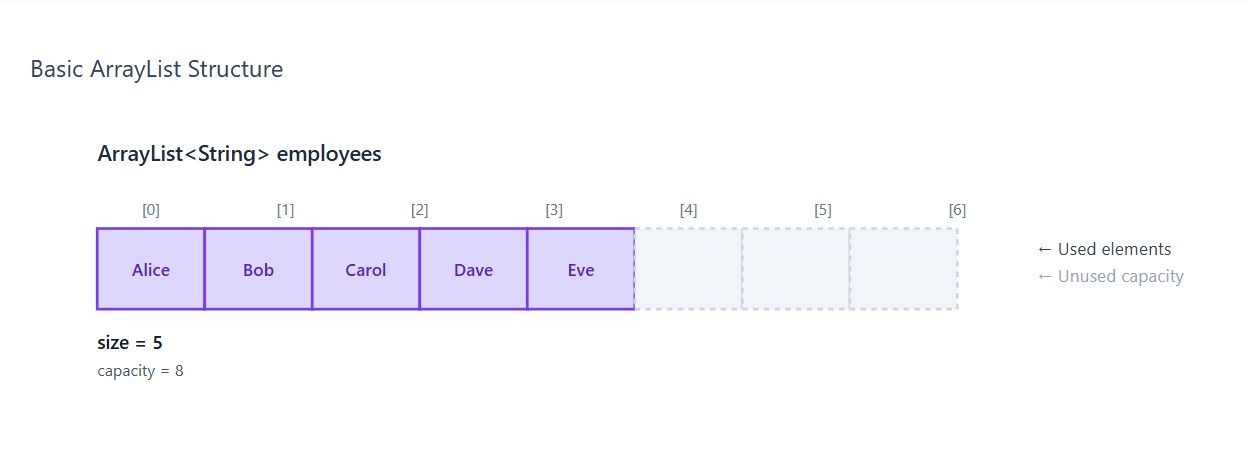 Basic ArrayList Structure
ArrayList<String> employees
[0] [1] [2] [3] [4] [5] [6]
Alice Bob Carol Dave Eve
← Used elements
← Unused capacity
size = 5
capacity = 8